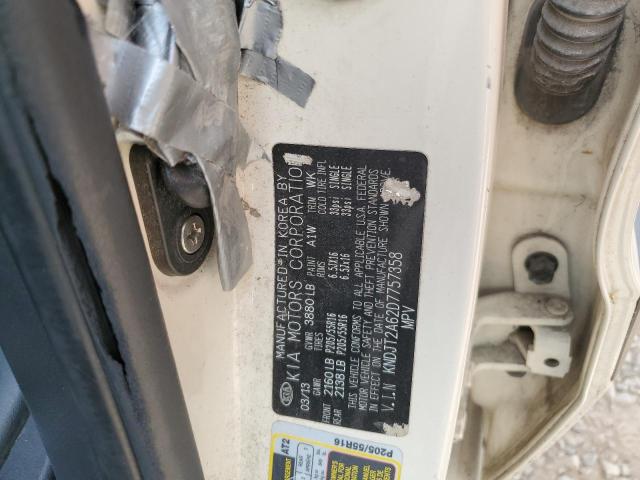 MANUFACTURED IN KOREA BY
KIA MOTORS CORPORATION
KIA
03/13 GVWR 3880 LB PAINT A1W TRIM WK
GAWR TIRES RIMS COLD TIRE INFL
FRONT 2160 LB P205/55R16 6.5JX16 33psi SINGLE
REAR 2138 LB P205/55R16 6.5JX16 33psi SINGLE
THIS VEHICLE CONFORMS TO ALL APPLICABLE U.S.A. FEDERAL
MOTOR VEHICLE SAFETY AND THEFT PREVENTION STANDARDS
IN EFFECT ON THE DATE OF MANUFACTURE SHOWN ABOVE.
V.I.N KNDJT2A62D7757358
MPV
AT2
P205/55R16